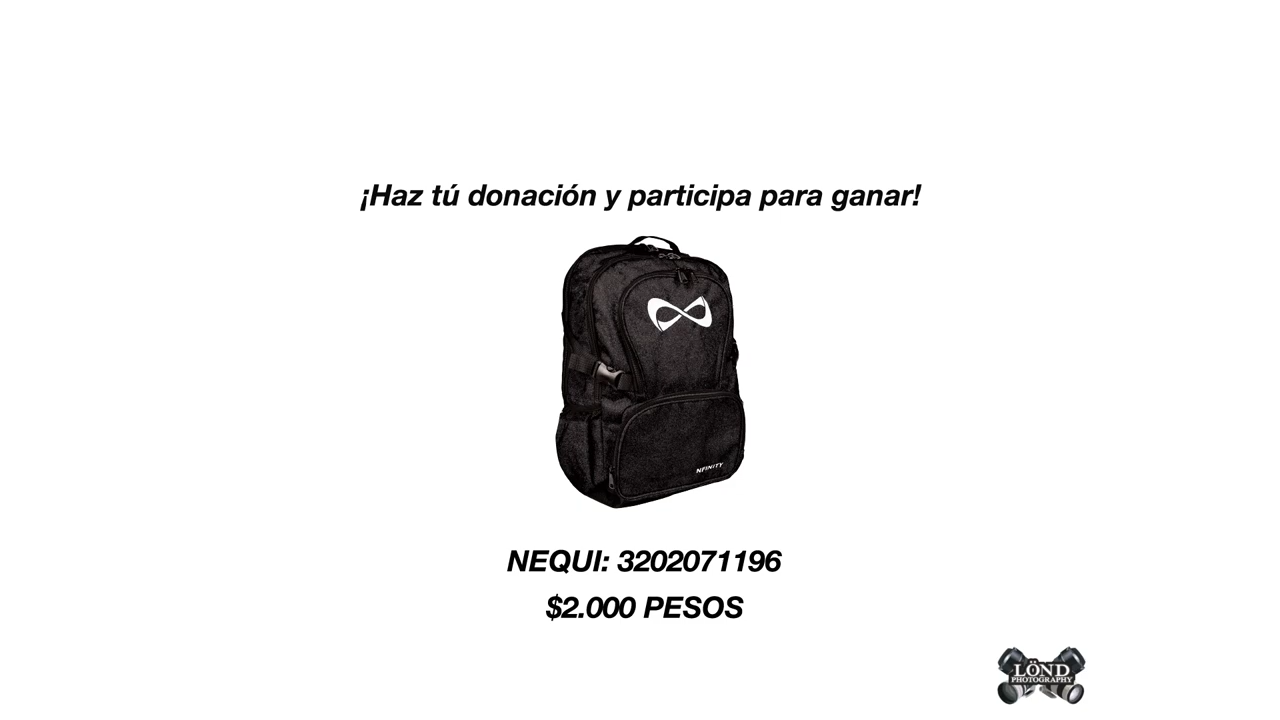 ¡Haz tú donación y participa para ganar!
NFINITY
NEQUI: 3202071196
$2.000 PESOS
LÖND
PHOTOGRAPHY